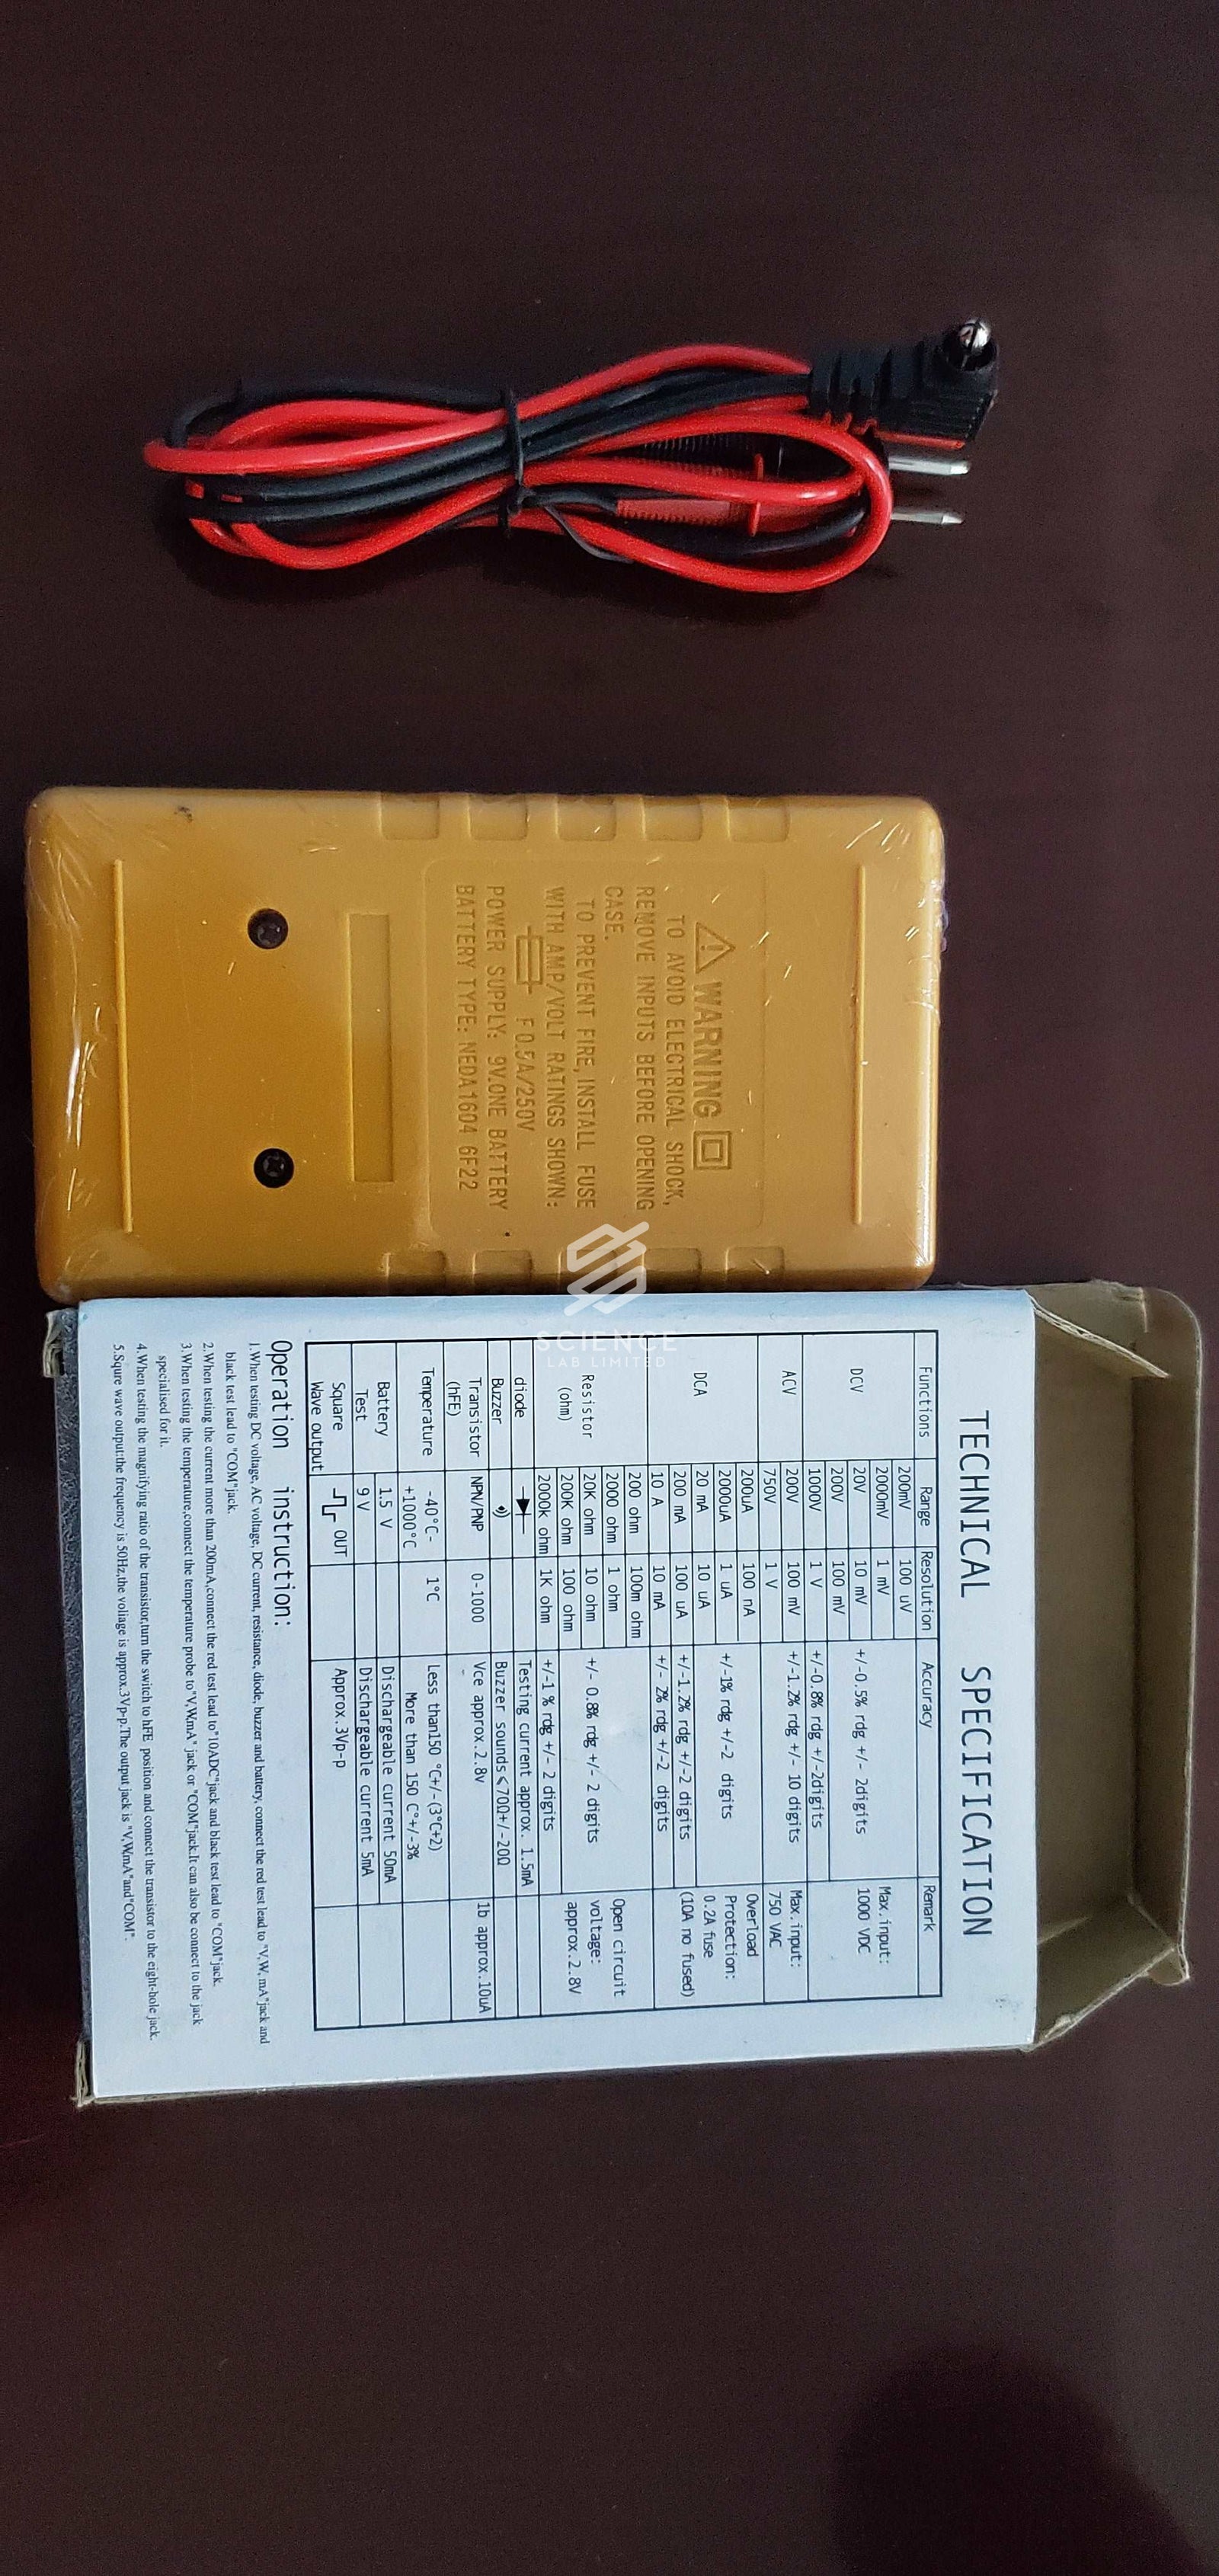 WARNING
TO AVOID ELECTRICAL SHOCK,
REMOVE INPUTS BEFORE OPENING
CASE.
TO PREVENT FIRE, INSTALL FUSE
WITH AMP/VOLT RATINGS SHOWN:
F 0.5A/250V
POWER SUPPLY: 9V.ONE BATTERY
BATTERY TYPE: NEDA1604 6F22
SCIENCE
LAB LIMITED
TECHNICAL SPECIFICATION
Functions Range Resolution Accuracy Remark
DCV 200mV 100 uV +/-0.5% rdg +/- 2digits Max.input: 1000 VDC
2000mV 1 mV
20V 10 mV
200V 100 mV
1000V 1 V +/-0.8% rdg +/-2digits
ACV 200V 100 mV +/-1.2% rdg +/- 10 digits Max.input: 750 VAC
750V 1 V
DCA 200uA 100 nA +/-1% rdg +/-2 digits Overload Protection: 0.2A fuse (10A no fused)
2000uA 1 uA
20 mA 10 uA
200 mA 100 uA +/-1.2% rdg +/-2 digits
10 A 10 mA +/- 2% rdg +/-2 digits
Resistor (ohm) 200 ohm 100m ohm +/- 0.8% rdg +/- 2 digits Open circuit voltage: approx.2.8V
2000 ohm 1 ohm
20K ohm 10 ohm
200K ohm 100 ohm
2000k ohm 1K ohm +/-1 % rdg +/- 2 digits
diode Testing current approx. 1.5mA
Buzzer Buzzer sounds<70Ω+/-20Ω
Transistor (hFE) NPN/PNP 0-1000 Vce approx.2.8v 1b approx.10uA
Temperature -40°C- +1000°C 1°C Less than150 °C+/-(3°C+2)
More than 150 C°+/-3%
Battery Test 1.5 V Dischargeable current 50mA
9 V Dischargeable current 5mA
Square Wave output OUT Approx.3Vp-p
Operation instruction:
1.When testing DC voltage, AC voltage, DC current, resistance, diode, buzzer and battery, connect the red test lead to "V,W, mA"jack and
black test lead to "COM"jack.
2.When testing the current more than 200mA,connect the red test lead to"10ADC"jack and black test lead to "COM"jack.
3.When testing the temperature,connect the temperature probe to"V,W,mA" jack or "COM"jack.It can also be connect to the jack
specialised for it.
4.When testing the magnifying ratio of the transistor,turn the switch to hFE position and connect the transistor to the eight-hole jack.
5.Squre wave output:the frequency is 50Hz,the voliage is approx.3Vp-p.The output jack is "V,W,mA"and"COM".